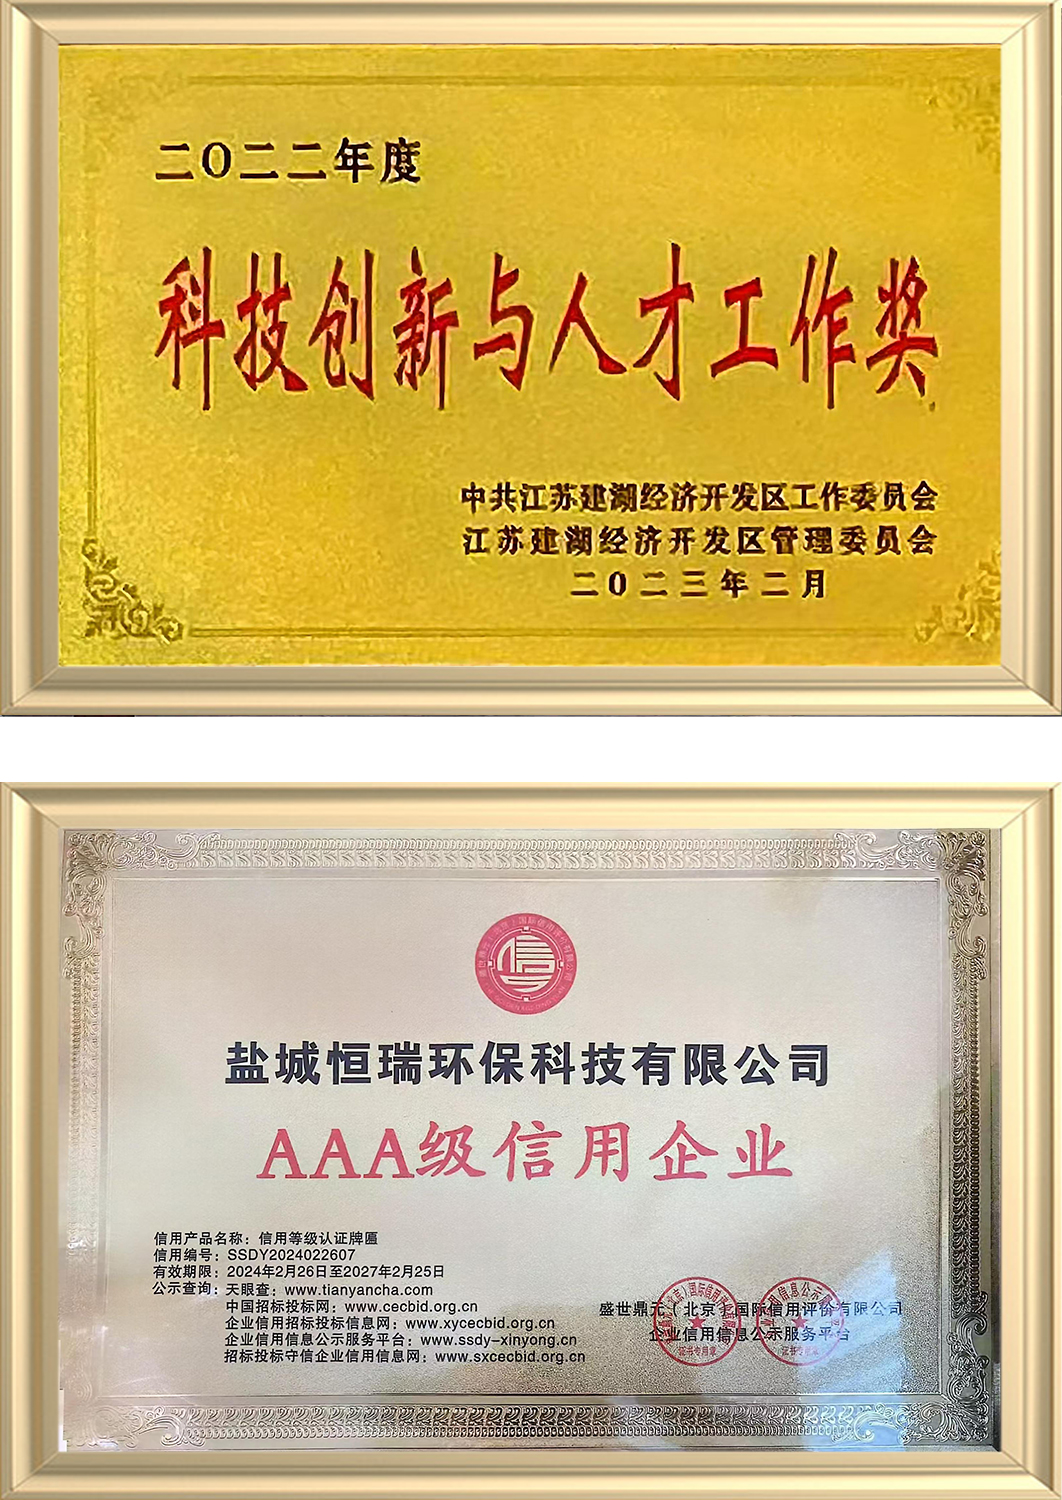 二〇二二年度
科技创新与人才工作奖
中共江苏建湖经济开发区工作委员会
江苏建湖经济开发区管理委员会
二〇二三年二月
盐城恒瑞环保科技有限公司
AAA级信用企业
信用产品名称：信用等级认证牌匾
信用编号：SSDY2024022607
有效期限：2024年2月26日至2027年2月25日
公示查询：天眼查：www.tianyancha.com
中国招标投标网：www.cecbid.org.cn
企业信用招标投标信息网：www.xycecbid.org.cn
企业信用信息公示服务平台：www.ssdy-xinyong.cn
招标投标守信企业信用信息网：www.sxcecbid.org.cn
盛世鼎元（北京）国际信用评价有限公司
企业信用信息公示服务平台
证书专用章
证书专用章